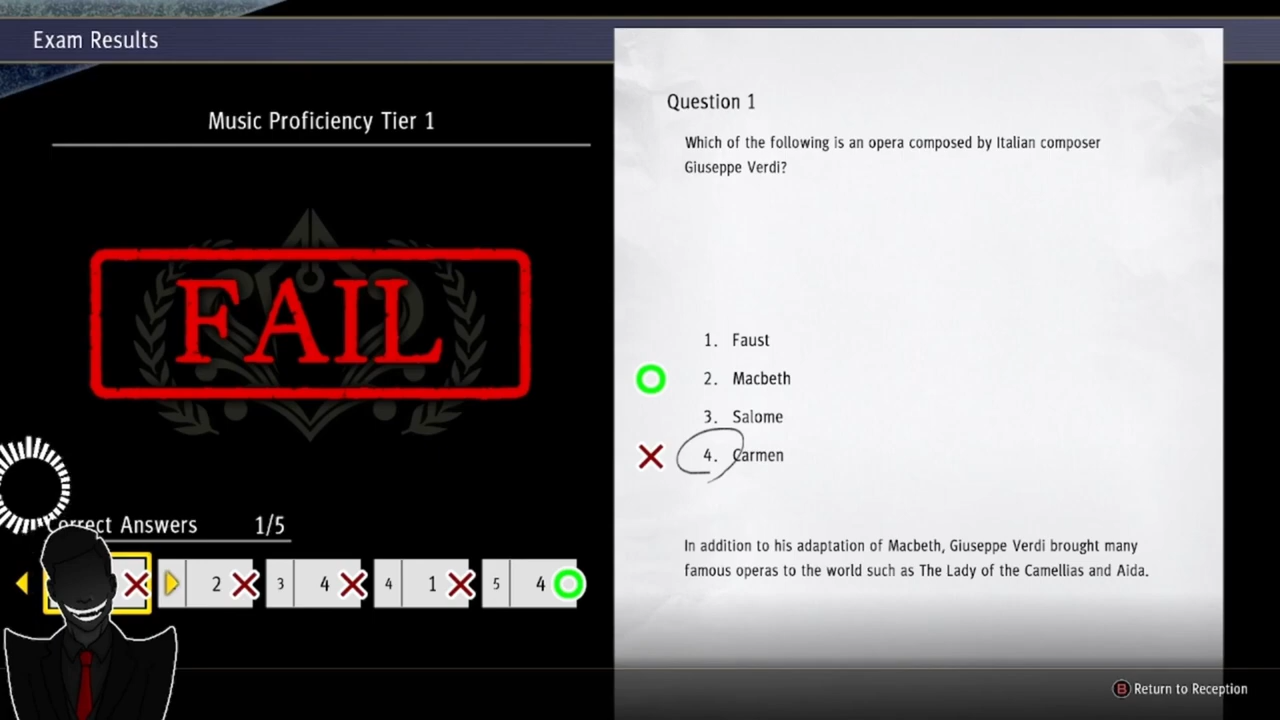 Exam Results
Music Proficiency Tier 1
FAIL
Correct Answers 1/5
2 3 4 4 1 5 4
Question 1
Which of the following is an opera composed by Italian composer
Giuseppe Verdi?
1. Faust
2. Macbeth
3. Salome
4. Carmen
In addition to his adaptation of Macbeth, Giuseppe Verdi brought many
famous operas to the world such as The Lady of the Camellias and Aida.
B Return to Reception